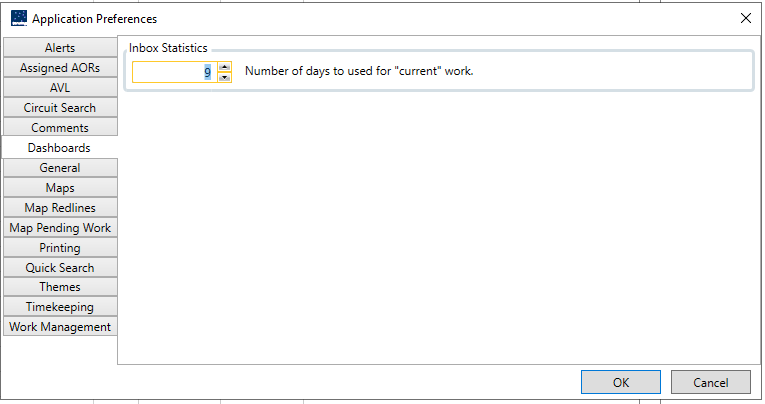 Application Preferences
Alerts
Assigned AORs
AVL
Circuit Search
Comments
Dashboards
General
Maps
Map Redlines
Map Pending Work
Printing
Quick Search
Themes
Timekeeping
Work Management
Inbox Statistics
9 Number of days to used for "current" work.
OK Cancel